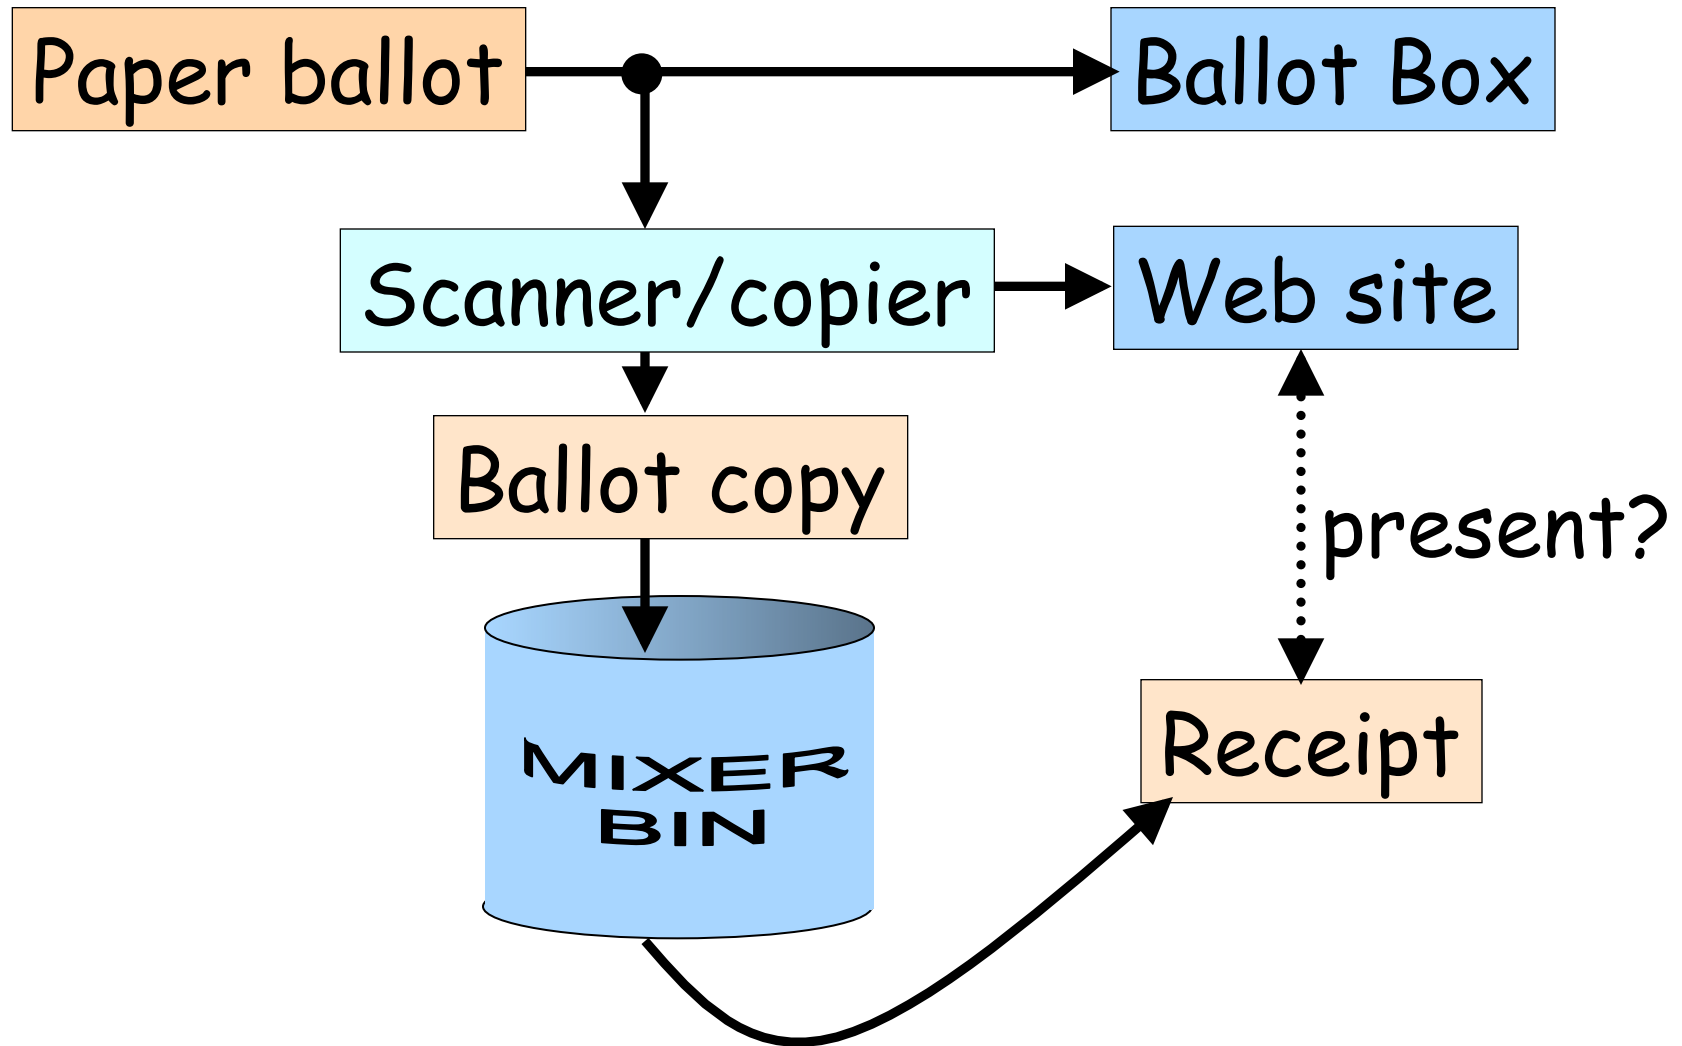 Paper ballot
Ballot Box
Scanner/copier
Web site
Ballot copy
present?
MIXER
BIN
Receipt